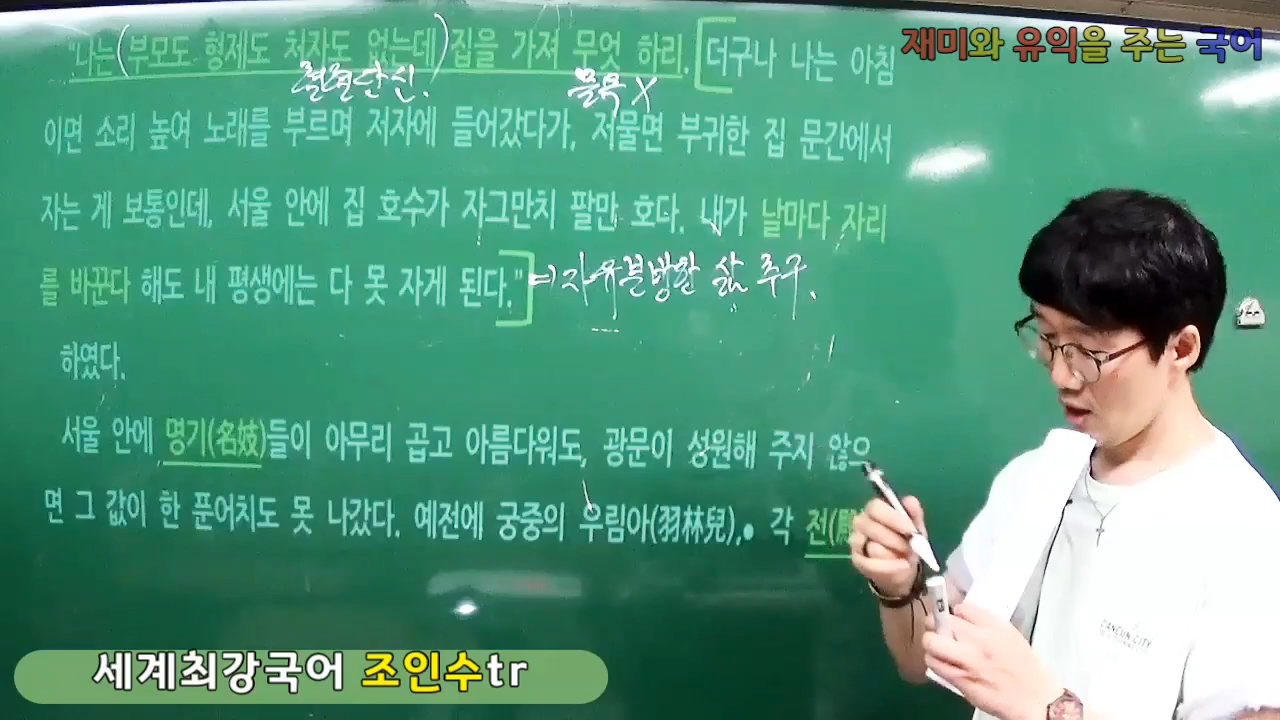 재미와 유익을 주는 국어
"나는(부모도 형제도 처자도 없는데) 집을 가져 무엇 하리. [더구나 나는 아침
혈혈단신! 물욕 X
이면 소리 높여 노래를 부르며 저자에 들어갔다가, 저물면 부귀한 집 문간에서
자는 게 보통인데, 서울 안에 집 호수가 자그만치 팔만 호다. 내가 날마다 자리
를 바꾼다 해도 내 평생에는 다 못 자게 된다."] ⇒ 자유분방한 삶 추구.
하였다.
서울 안에 명기(名妓)들이 아무리 곱고 아름다워도, 광문이 성원해 주지 않으
면 그 값이 한 푼어치도 못 나갔다. 예전에 궁중의 우림아(羽林兒),• 각 전(殿
CANCUN CITY
세계최강국어 조인수tr